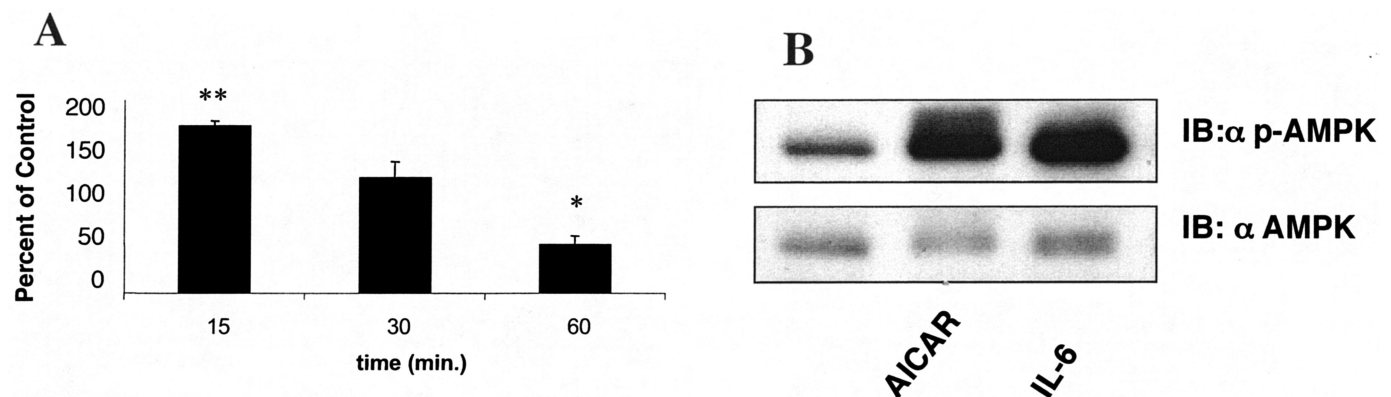 A
Percent of Control
200
150
100
50
0
**
*
15 30 60
time (min.)
B
IB:α p-AMPK
IB: α AMPK
AICAR
IL-6